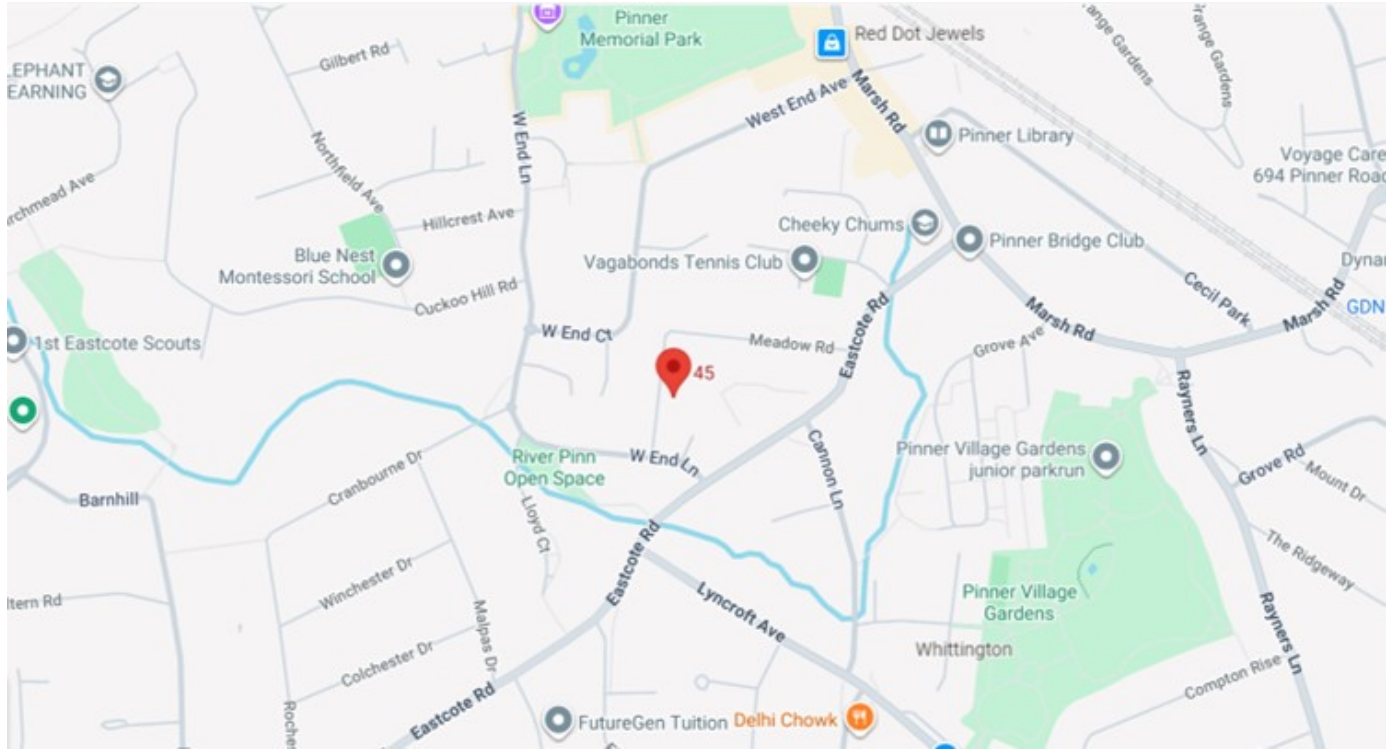 Pinner
Memorial Park
Red Dot Jewels
Gilbert Rd
LEPHANT
EARNING
W End Ln
West End Ave
Marsh Rd
Pinner Library
Voyage Care
694 Pinner Road
Northfield Ave
rchmead Ave
Hillcrest Ave
Cheeky Chums
Pinner Bridge Club
Blue Nest
Montessori School
Vagabonds Tennis Club
Cuckoo Hill Rd
Cecil Park
Marsh Rd
GDN
1st Eastcote Scouts
W End Ct
Meadow Rd
Eastcote Rd
Marsh Rd
Grove Ave
45
Rayners Ln
River Pinn
Open Space
W End Ln
Cannon Ln
Pinner Village Gardens
junior parkrun
Grove Rd
Mount Dr
Cranbourne Dr
Barnhill
Lloyd Ct
Eastcote Rd
The Ridgeway
Winchester Dr
ltern Rd
Malpas Dr
Lyncroft Ave
Pinner Village
Gardens
Whittington
Rayners Ln
Colchester Dr
Compton Rise
Eastcote Rd
FutureGen Tuition
Delhi Chowk